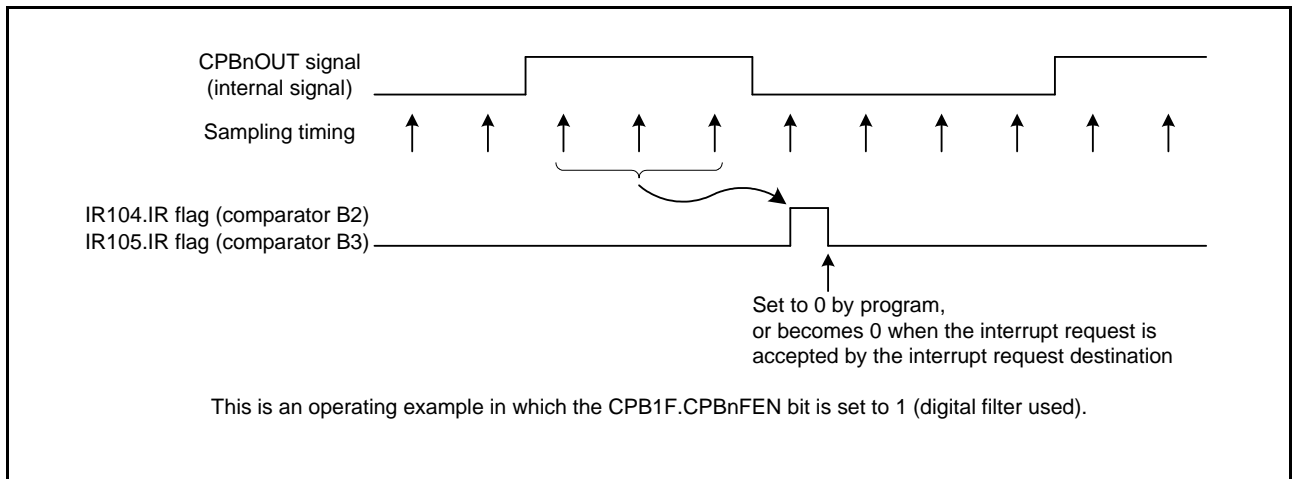 CPBnOUT signal
(internal signal)
Sampling timing
IR104.IR flag (comparator B2)
IR105.IR flag (comparator B3)
Set to 0 by program,
or becomes 0 when the interrupt request is
accepted by the interrupt request destination
This is an operating example in which the CPB1F.CPBnFEN bit is set to 1 (digital filter used).